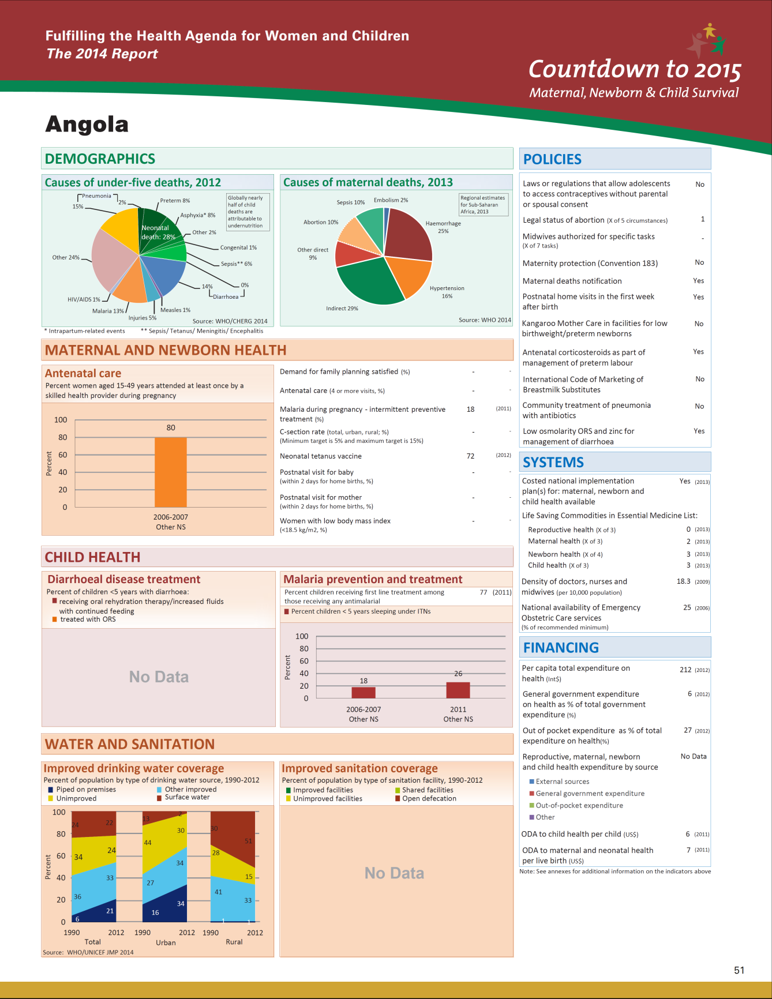 Fulfilling the Health Agenda for Women and Children
The 2014 Report
Countdown to 2015
Maternal, Newborn & Child Survival
Angola
DEMOGRAPHICS
Causes of under-five deaths, 2012
Pneumonia
15%
2%
Preterm 8%
Asphyxia* 8%
Neonatal
death: 28%
Other 2%
Congenital 1%
Sepsis** 6%
0%
14%
Diarrhoea
Measles 1%
Injuries 5%
Malaria 13%
HIV/AIDS 1%
Other 24%
Globally nearly
half of child
deaths are
attributable to
undernutrition
Source: WHO/CHERG 2014
* Intrapartum-related events ** Sepsis/ Tetanus/ Meningitis/ Encephalitis
Causes of maternal deaths, 2013
Regional estimates
for Sub-Saharan
Africa, 2013
Sepsis 10%
Embolism 2%
Haemorrhage
25%
Abortion 10%
Other direct
9%
Hypertension
16%
Indirect 29%
Source: WHO 2014
MATERNAL AND NEWBORN HEALTH
Antenatal care
Percent women aged 15-49 years attended at least once by a
skilled health provider during pregnancy
Percent
100
80
60
40
20
0
80
2006-2007
Other NS
Demand for family planning satisfied (%) - -
Antenatal care (4 or more visits, %) - -
Malaria during pregnancy - intermittent preventive 18 (2011)
treatment (%)
C-section rate (total, urban, rural; %) - -
(Minimum target is 5% and maximum target is 15%)
Neonatal tetanus vaccine 72 (2012)
Postnatal visit for baby - -
(within 2 days for home births, %)
Postnatal visit for mother - -
(within 2 days for home births, %)
Women with low body mass index - -
(<18.5 kg/m2, %)
CHILD HEALTH
Diarrhoeal disease treatment
Percent of children <5 years with diarrhoea:
receiving oral rehydration therapy/increased fluids
with continued feeding
treated with ORS
No Data
Malaria prevention and treatment
Percent children receiving first line treatment among 77 (2011)
those receiving any antimalarial
Percent children < 5 years sleeping under ITNs
Percent
100
80
60
40
20
0
18
26
2006-2007
Other NS
2011
Other NS
WATER AND SANITATION
Improved drinking water coverage
Percent of population by type of drinking water source, 1990-2012
Piped on premises Other improved
Unimproved Surface water
Percent
100
80
60
40
20
0
24 22
34 24
36 33
6 21
1990 2012
Total
13 2
44 30
27 34
16 34
1990 2012
Urban
30 51
28 15
41 33
1 1
1990 2012
Rural
Source: WHO/UNICEF JMP 2014
Improved sanitation coverage
Percent of population by type of sanitation facility, 1990-2012
Improved facilities Shared facilities
Unimproved facilities Open defecation
No Data
POLICIES
Laws or regulations that allow adolescents No
to access contraceptives without parental
or spousal consent
Legal status of abortion (X of 5 circumstances) 1
Midwives authorized for specific tasks -
(X of 7 tasks)
Maternity protection (Convention 183) No
Maternal deaths notification Yes
Postnatal home visits in the first week Yes
after birth
Kangaroo Mother Care in facilities for low No
birthweight/preterm newborns
Antenatal corticosteroids as part of Yes
management of preterm labour
International Code of Marketing of No
Breastmilk Substitutes
Community treatment of pneumonia No
with antibiotics
Low osmolarity ORS and zinc for Yes
management of diarrhoea
SYSTEMS
Costed national implementation Yes (2013)
plan(s) for: maternal, newborn and
child health available
Life Saving Commodities in Essential Medicine List:
Reproductive health (X of 3) 0 (2013)
Maternal health (X of 3) 2 (2013)
Newborn health (X of 4) 3 (2013)
Child health (X of 3) 3 (2013)
Density of doctors, nurses and 18.3 (2009)
midwives (per 10,000 population)
National availability of Emergency 25 (2006)
Obstetric Care services
(% of recommended minimum)
FINANCING
Per capita total expenditure on 212 (2012)
health (Int$)
General government expenditure 6 (2012)
on health as % of total government
expenditure (%)
Out of pocket expenditure as % of total 27 (2012)
expenditure on health(%)
Reproductive, maternal, newborn No Data
and child health expenditure by source
External sources
General government expenditure
Out-of-pocket expenditure
Other
ODA to child health per child (US$) 6 (2011)
ODA to maternal and neonatal health 7 (2011)
per live birth (US$)
Note: See annexes for additional information on the indicators above
51